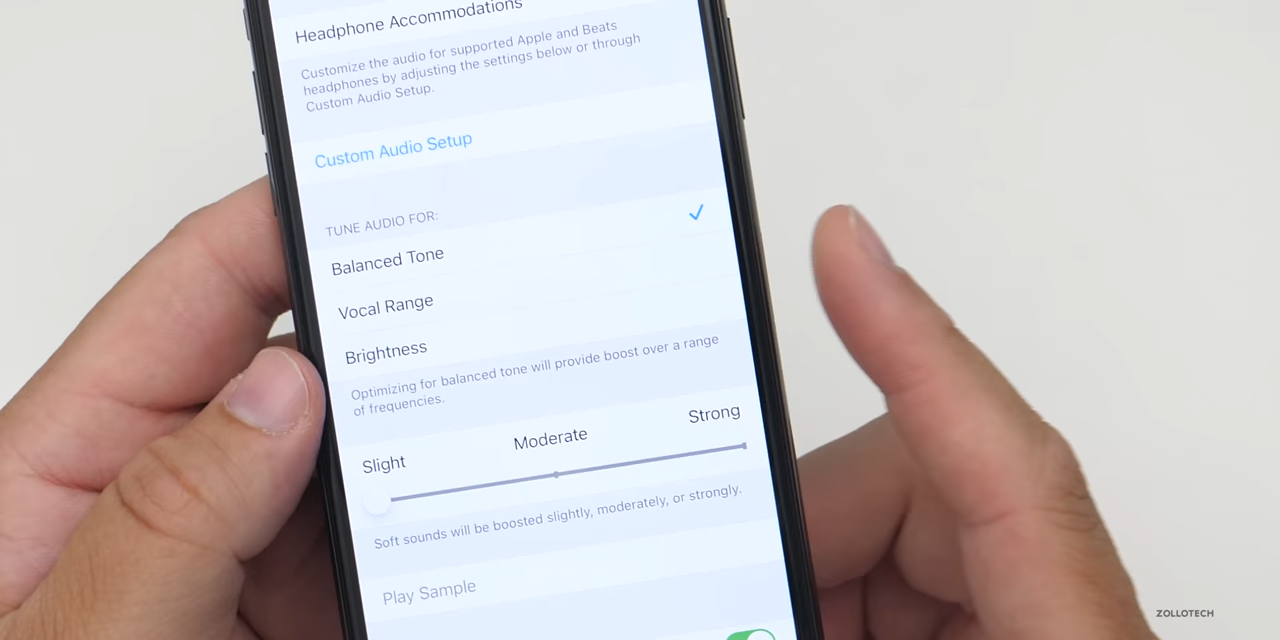 Headphone Accommodations
Customize the audio for supported Apple and Beats
headphones by adjusting the settings below or through
Custom Audio Setup.
Custom Audio Setup
TUNE AUDIO FOR:
Balanced Tone
Vocal Range
Brightness
Optimizing for balanced tone will provide boost over a range
of frequencies.
Slight Moderate Strong
Soft sounds will be boosted slightly, moderately, or strongly.
Play Sample
ZOLLOTECH